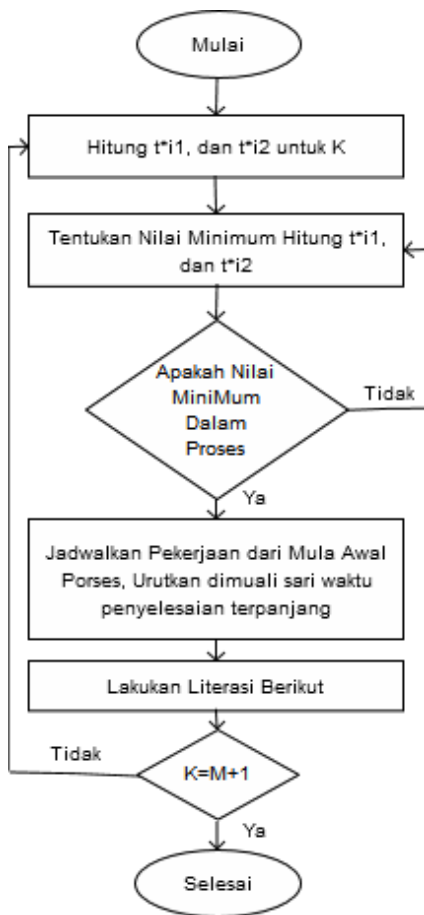 Mulai
Hitung t*i1, dan t*i2 untuk K
Tentukan Nilai Minimum Hitung t*i1,
dan t*i2
Apakah Nilai
MiniMum
Dalam
Proses
Tidak
Ya
Jadwalkan Pekerjaan dari Mula Awal
Porses, Urutkan dimuali sari waktu
penyelesaian terpanjang
Lakukan Literasi Berikut
Tidak
K=M+1
Ya
Selesai